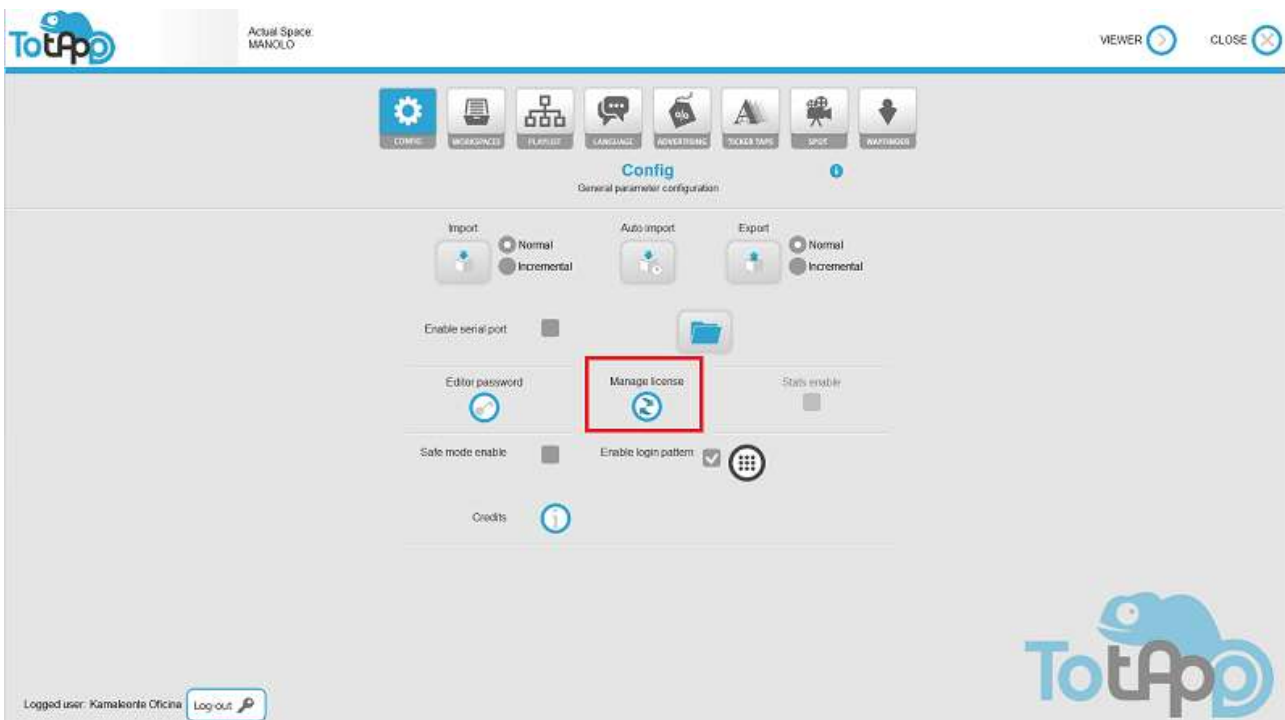 TotApp
Actual Space:
MANOLO
VIEWER
CLOSE
CONFIG
WORKSPACES
PLAYLIST
LANGUAGE
ADVERTISING
TICKER TAPE
SPOT
WAYFINDER
Config
General parameter configuration
Import
Normal
Incremental
Auto import
Export
Normal
Incremental
Enable serial port
Editor password
Manage license
Stats enable
Safe mode enable
Enable login pattern
Credits
TotApp
Logged user: Kamaleonte Oficina
Log-out